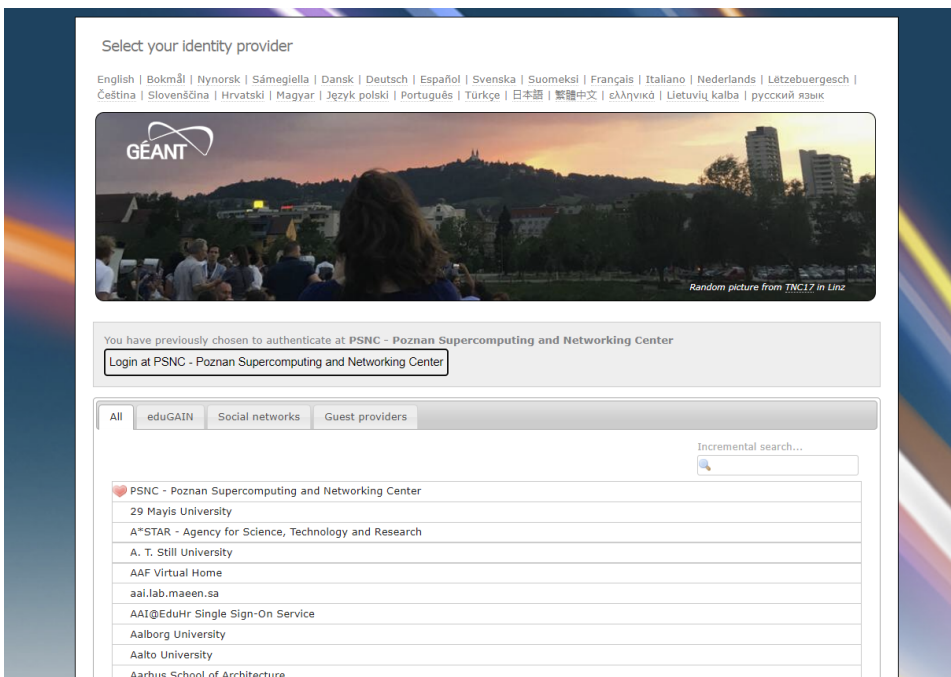 Select your identity provider
English | Bokmål | Nynorsk | Sámegiella | Dansk | Deutsch | Español | Svenska | Suomeksi | Français | Italiano | Nederlands | Lëtzebuergesch |
Čeština | Slovenščina | Hrvatski | Magyar | Język polski | Português | Türkçe | 日本語 | 繁體中文 | ελληνικά | Lietuvių kalba | русский язык
GÉANT
Random picture from TNC17 in Linz
You have previously chosen to authenticate at PSNC - Poznan Supercomputing and Networking Center
Login at PSNC - Poznan Supercomputing and Networking Center
All eduGAIN Social networks Guest providers
Incremental search...
PSNC - Poznan Supercomputing and Networking Center
29 Mayis University
A*STAR - Agency for Science, Technology and Research
A. T. Still University
AAF Virtual Home
aai.lab.maeen.sa
AAI@EduHr Single Sign-On Service
Aalborg University
Aalto University
Aarhus School of Architecture